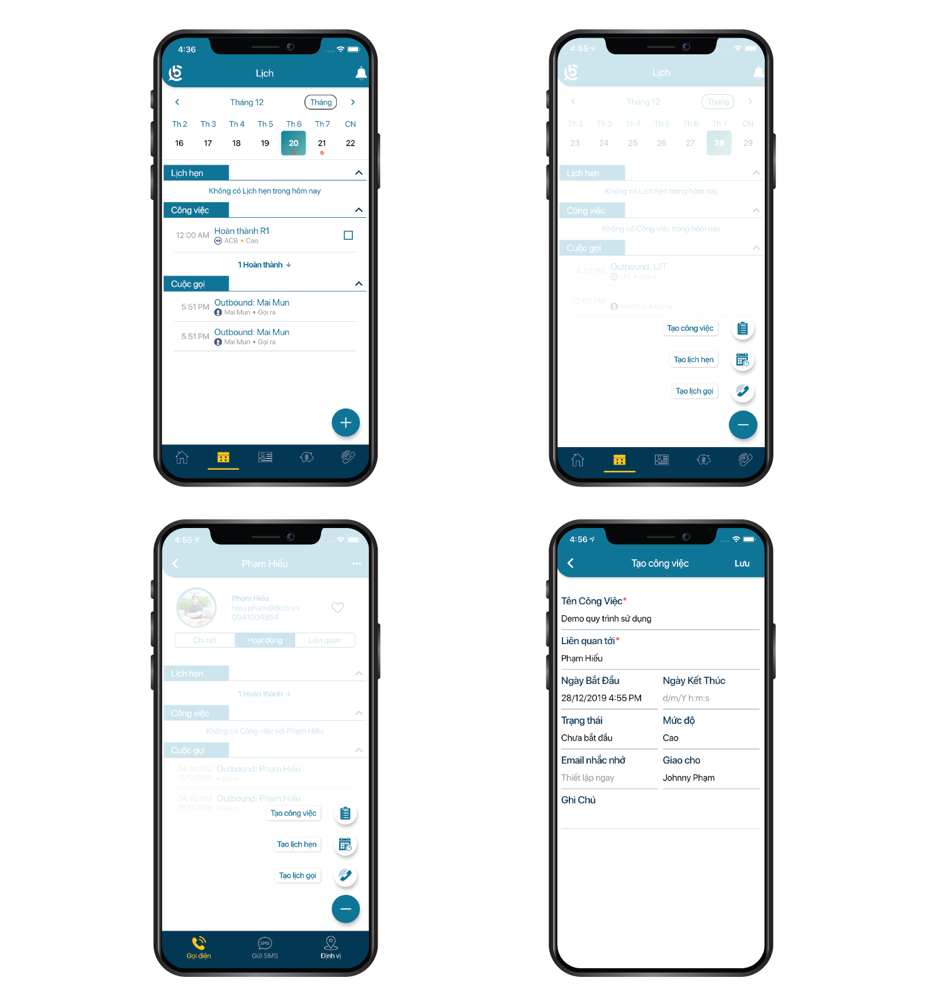 4:36
Lịch
Tháng 12
Tháng
Th 2 Th 3 Th 4 Th 5 Th 6 Th 7 CN
16 17 18 19 20 21 22
Lịch hẹn
Không có Lịch hẹn trong hôm nay
Công việc
12:00 AM Hoàn thành R1
ACB • Cao
1 Hoàn thành ↓
Cuộc gọi
5:51 PM Outbound: Mai Mun
Mai Mun • Gọi ra
5:51 PM Outbound: Mai Mun
Mai Mun • Gọi ra
4:55
Lịch
Tháng 12
Tháng
Th 2 Th 3 Th 4 Th 5 Th 6 Th 7 CN
23 24 25 26 27 28 29
Lịch hẹn
Không có Lịch hẹn trong hôm nay
Công việc
Không có Công việc trong hôm nay
Cuộc gọi
4:23 PM Outbound: UIT
UIT • Gọi ra
12:00 PM
Mai Mun • Gọi ra
Tạo công việc
Tạo lịch hẹn
Tạo lịch gọi
4:55
Phạm Hiếu
Phạm Hiếu
hieu.pham@dotb.vn
0941004854
Chi tiết Hoạt động Liên quan
Lịch hẹn
1 Hoàn thành ↓
Công việc
Không có Công việc với Phạm Hiếu
Cuộc gọi
04:50 PM Outbound: Phạm Hiếu
15/12/2019 • Gọi ra
04:45 PM Outbound: Phạm Hiếu
28/11/2019 • Gọi ra
Tạo công việc
Tạo lịch hẹn
Tạo lịch gọi
SMS
Gọi điện Gửi SMS Định vị
4:56
Tạo công việc Lưu
Tên Công Việc*
Demo quy trình sử dụng
Liên quan tới*
Phạm Hiếu
Ngày Bắt Đầu Ngày Kết Thúc
28/12/2019 4:55 PM d/m/Y h:m:s
Trạng thái Mức độ
Chưa bắt đầu Cao
Email nhắc nhở Giao cho
Thiết lập ngay Johnny Phạm
Ghi Chú